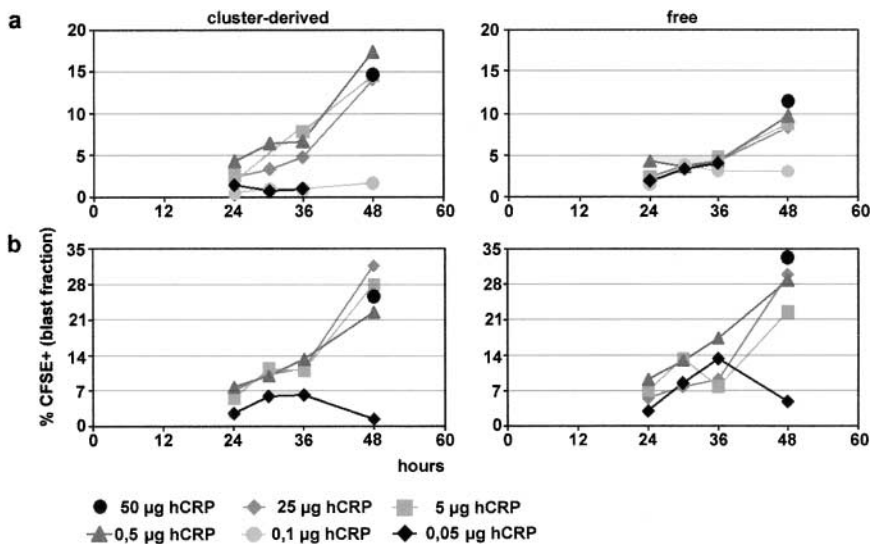 a
cluster-derived
free
20
15
10
5
0
0 12 24 36 48 60
20
15
10
5
0
0 12 24 36 48 60
b
% CFSE+ (blast fraction)
35
28
21
14
7
0
0 12 24 36 48 60
35
28
21
14
7
0
0 12 24 36 48 60
hours
50 µg hCRP 25 µg hCRP 5 µg hCRP
0,5 µg hCRP 0,1 µg hCRP 0,05 µg hCRP